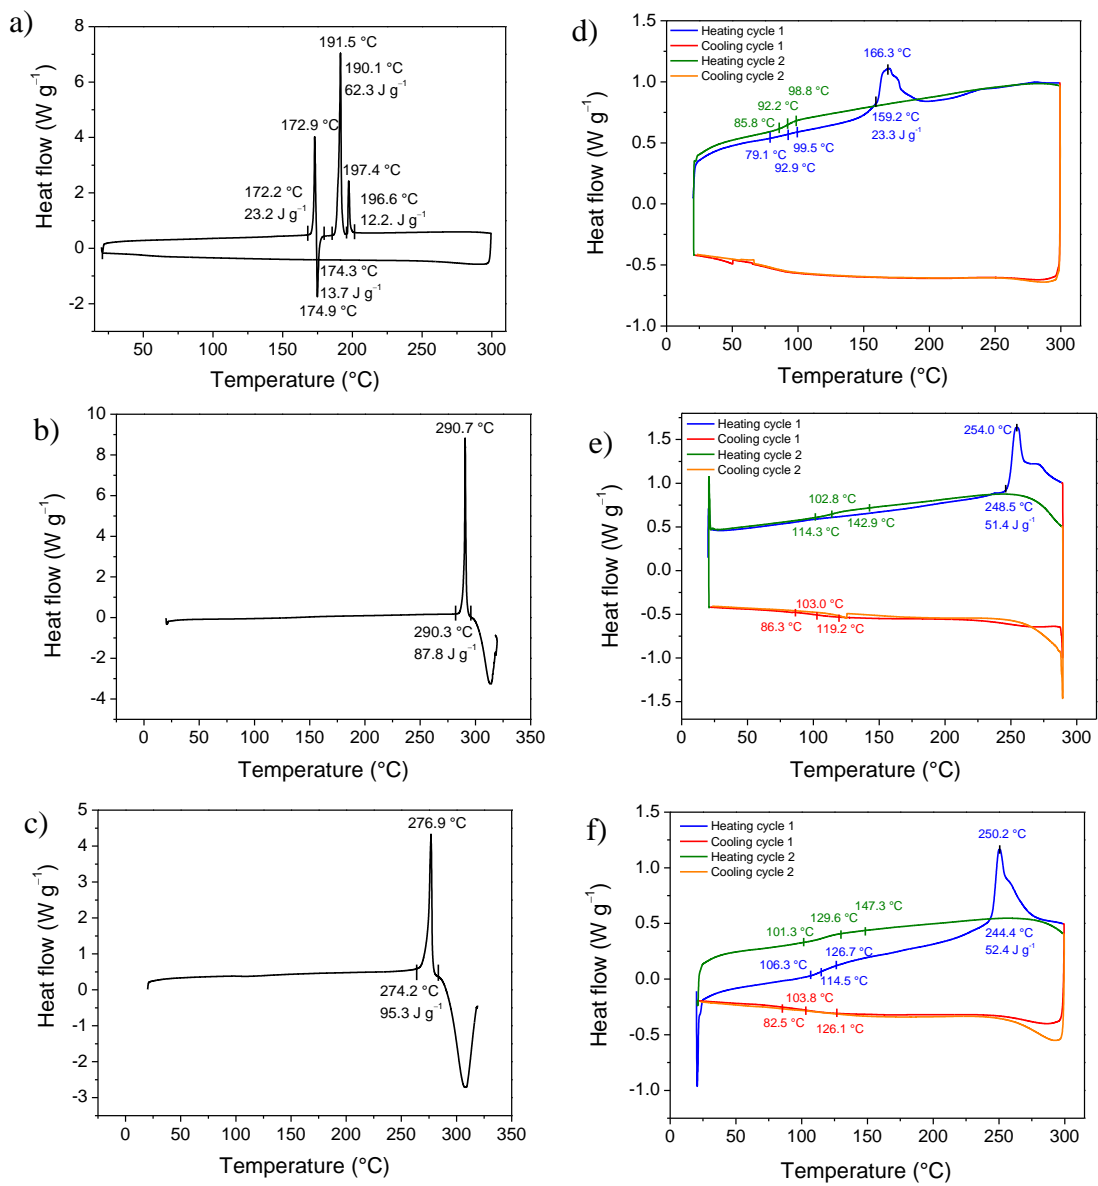 a)
8
6
4
2
0
-2
50
100
150
200
250
300
Heat flow (W g⁻¹)
Temperature (°C)
191.5 °C
190.1 °C
62.3 J g⁻¹
172.9 °C
197.4 °C
172.2 °C
23.2 J g⁻¹
196.6 °C
12.2. J g⁻¹
174.3 °C
13.7 J g⁻¹
174.9 °C
d)
1.5
1.0
0.5
0.0
-0.5
-1.0
0
50
100
150
200
250
300
Heat flow (W g⁻¹)
Temperature (°C)
Heating cycle 1
Cooling cycle 1
Heating cycle 2
Cooling cycle 2
166.3 °C
98.8 °C
92.2 °C
85.8 °C
159.2 °C
23.3 J g⁻¹
79.1 °C
99.5 °C
92.9 °C
b)
10
8
6
4
2
0
-2
-4
0
50
100
150
200
250
300
350
Heat flow (W g⁻¹)
Temperature (°C)
290.7 °C
290.3 °C
87.8 J g⁻¹
e)
1.5
1.0
0.5
0.0
-0.5
-1.0
-1.5
0
50
100
150
200
250
300
Heat flow (W g⁻¹)
Temperature (°C)
Heating cycle 1
Cooling cycle 1
Heating cycle 2
Cooling cycle 2
254.0 °C
102.8 °C
114.3 °C
142.9 °C
248.5 °C
51.4 J g⁻¹
103.0 °C
86.3 °C
119.2 °C
c)
5
4
3
2
1
0
-1
-2
-3
0
50
100
150
200
250
300
350
Heat flow (W g⁻¹)
Temperature (°C)
276.9 °C
274.2 °C
95.3 J g⁻¹
f)
1.5
1.0
0.5
0.0
-0.5
-1.0
0
50
100
150
200
250
300
Heat flow (W g⁻¹)
Temperature (°C)
Heating cycle 1
Cooling cycle 1
Heating cycle 2
Cooling cycle 2
250.2 °C
147.3 °C
129.6 °C
101.3 °C
244.4 °C
52.4 J g⁻¹
126.7 °C
106.3 °C
114.5 °C
103.8 °C
82.5 °C
126.1 °C